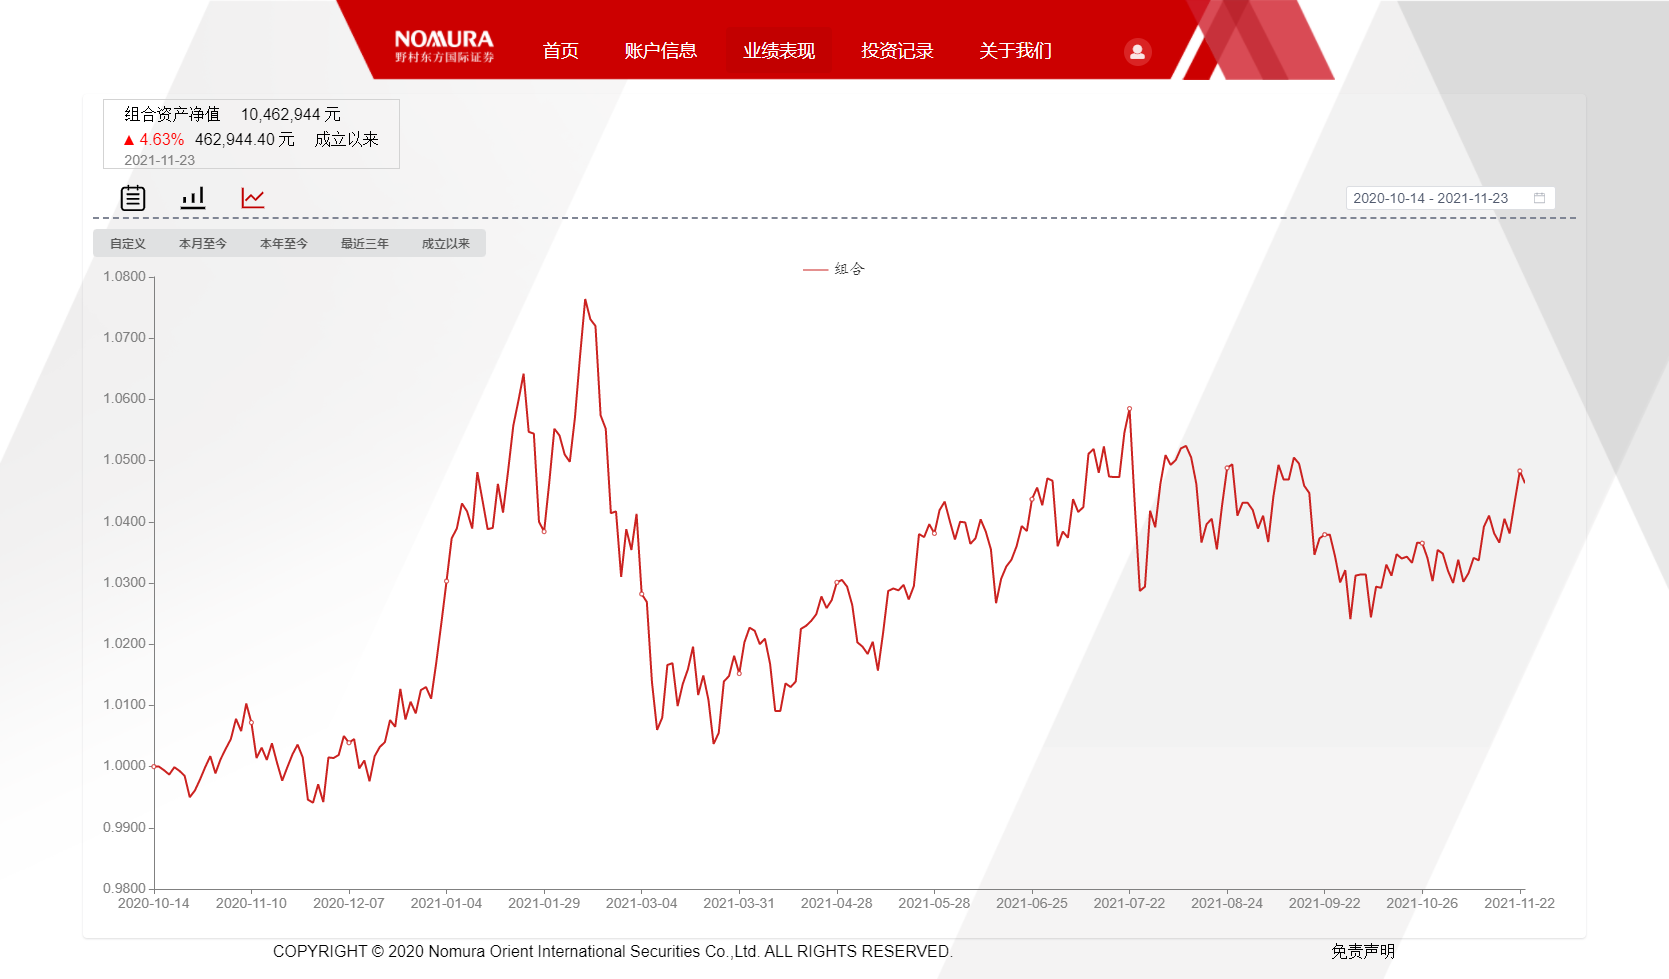 NOMURA
野村东方国际证券
首页 账户信息 业绩表现 投资记录 关于我们
组合资产净值 10,462,944 元
▲ 4.63% 462,944.40 元 成立以来
2021-11-23
2020-10-14 - 2021-11-23
自定义 本月至今 本年至今 最近三年 成立以来
组合
1.0800
1.0700
1.0600
1.0500
1.0400
1.0300
1.0200
1.0100
1.0000
0.9900
0.9800
2020-10-14 2020-11-10 2020-12-07 2021-01-04 2021-01-29 2021-03-04 2021-03-31 2021-04-28 2021-05-28 2021-06-25 2021-07-22 2021-08-24 2021-09-22 2021-10-26 2021-11-22
COPYRIGHT © 2020 Nomura Orient International Securities Co.,Ltd. ALL RIGHTS RESERVED. 免责声明